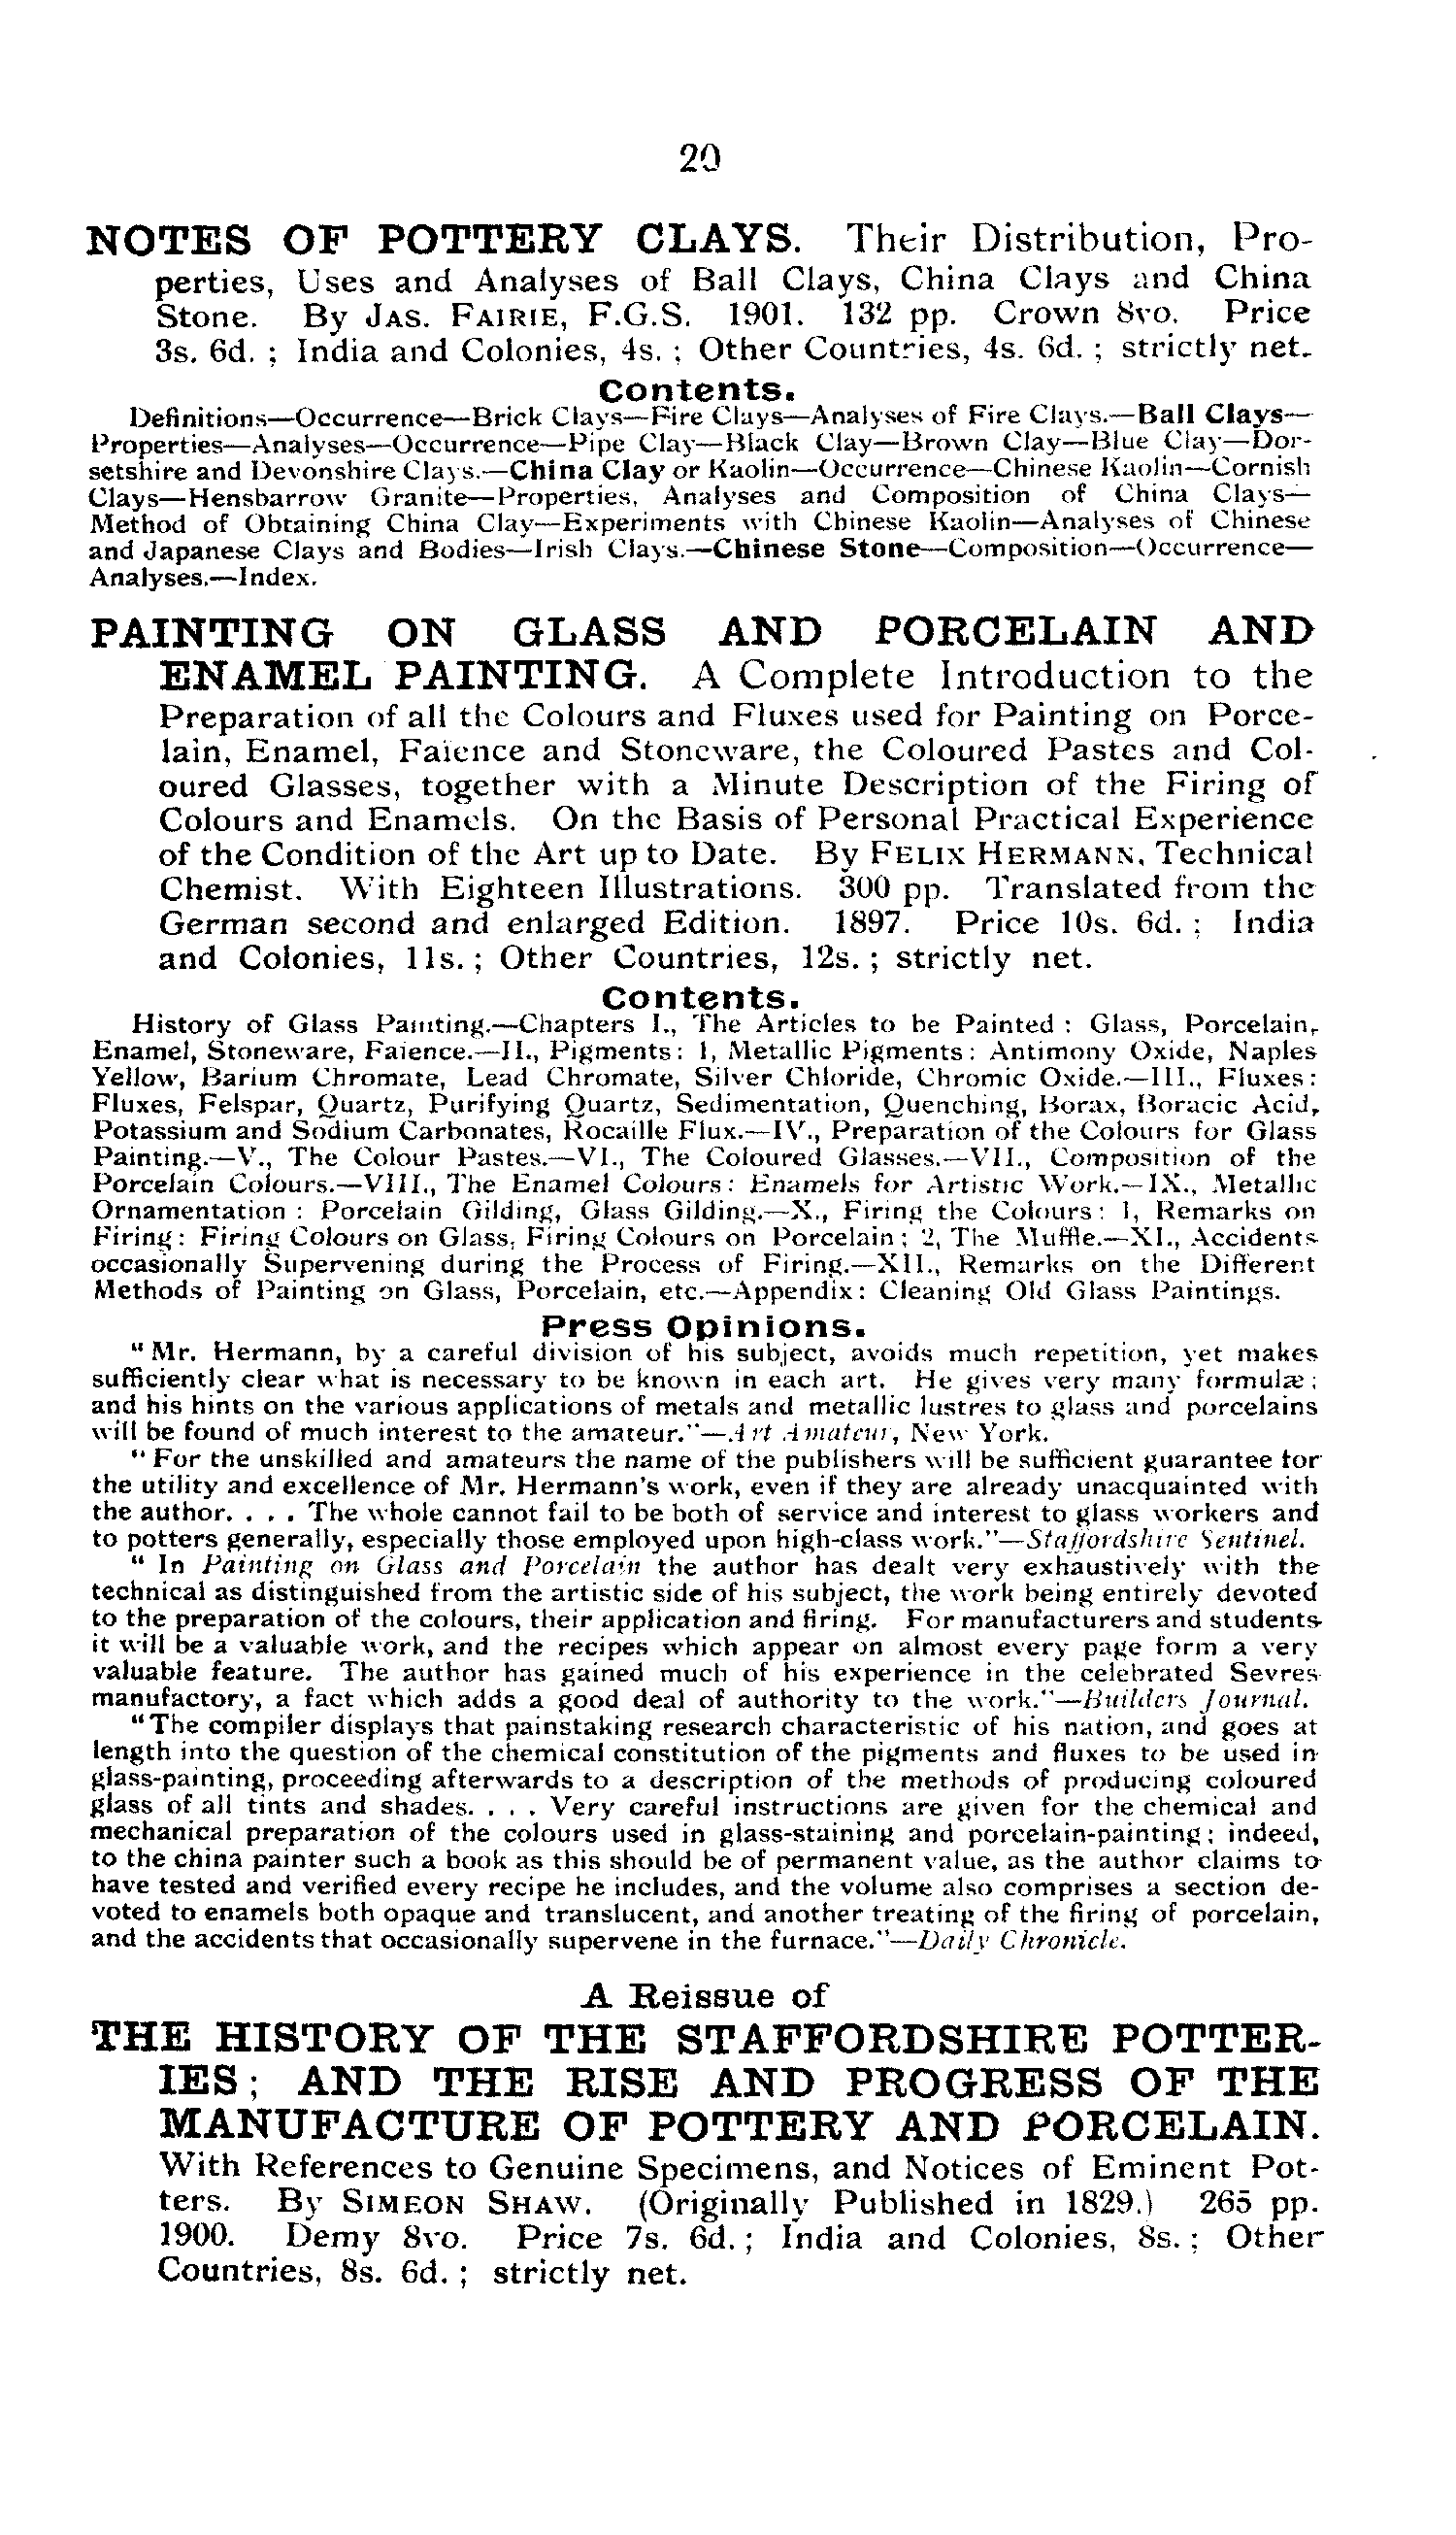 20
NOTES OF POTTERY CLAYS. Their Distribution, Pro-
perties, Uses and Analyses of Ball Clays, China Clays and China
Stone. By JAS. FAIRIE, F.G.S. 1901. 132 pp. Crown 8vo. Price
3s. 6d. ; India and Colonies, 4s. ; Other Countries, 4s. 6d. ; strictly net.
Contents.
Definitions—Occurrence—Brick Clays—Fire Clays—Analyses of Fire Clays.—Ball Clays—
Properties—Analyses—Occurrence—Pipe Clay—Black Clay—Brown Clay—Blue Clay—Dor-
setshire and Devonshire Clays.—China Clay or Kaolin—Occurrence—Chinese Kaolin—Cornish
Clays—Hensbarrow Granite—Properties, Analyses and Composition of China Clays—
Method of Obtaining China Clay—Experiments with Chinese Kaolin—Analyses of Chinese
and Japanese Clays and Bodies—Irish Clays.—Chinese Stone—Composition—Occurrence—
Analyses.—Index.
PAINTING ON GLASS AND PORCELAIN AND
ENAMEL PAINTING. A Complete Introduction to the
Preparation of all the Colours and Fluxes used for Painting on Porce-
lain, Enamel, Faience and Stoneware, the Coloured Pastes and Col-
oured Glasses, together with a Minute Description of the Firing of
Colours and Enamels. On the Basis of Personal Practical Experience
of the Condition of the Art up to Date. By FELIX HERMANN, Technical
Chemist. With Eighteen Illustrations. 300 pp. Translated from the
German second and enlarged Edition. 1897. Price 10s. 6d. ; India
and Colonies, 11s. ; Other Countries, 12s. ; strictly net.
Contents.
History of Glass Painting.—Chapters I., The Articles to be Painted : Glass, Porcelain,
Enamel, Stoneware, Faience.—II., Pigments: 1, Metallic Pigments: Antimony Oxide, Naples
Yellow, Barium Chromate, Lead Chromate, Silver Chloride, Chromic Oxide.—III., Fluxes:
Fluxes, Felspar, Quartz, Purifying Quartz, Sedimentation, Quenching, Borax, Boracic Acid,
Potassium and Sodium Carbonates, Rocaille Flux.—IV., Preparation of the Colours for Glass
Painting.—V., The Colour Pastes.—VI., The Coloured Glasses.—VII., Composition of the
Porcelain Colours.—VIII., The Enamel Colours: Enamels for Artistic Work.—IX., Metallic
Ornamentation : Porcelain Gilding, Glass Gilding.—X., Firing the Colours: 1, Remarks on
Firing: Firing Colours on Glass, Firing Colours on Porcelain; 2, The Muffle.—XI., Accidents
occasionally Supervening during the Process of Firing.—XII., Remarks on the Different
Methods of Painting on Glass, Porcelain, etc.—Appendix: Cleaning Old Glass Paintings.
Press Opinions.
"Mr. Hermann, by a careful division of his subject, avoids much repetition, yet makes
sufficiently clear what is necessary to be known in each art. He gives very many formulæ;
and his hints on the various applications of metals and metallic lustres to glass and porcelains
will be found of much interest to the amateur."—Art Amateur, New York.
"For the unskilled and amateurs the name of the publishers will be sufficient guarantee for
the utility and excellence of Mr. Hermann's work, even if they are already unacquainted with
the author. . . . The whole cannot fail to be both of service and interest to glass workers and
to potters generally, especially those employed upon high-class work."—Staffordshire Sentinel.
"In Painting on Glass and Porcelain the author has dealt very exhaustively with the
technical as distinguished from the artistic side of his subject, the work being entirely devoted
to the preparation of the colours, their application and firing. For manufacturers and students
it will be a valuable work, and the recipes which appear on almost every page form a very
valuable feature. The author has gained much of his experience in the celebrated Sevres
manufactory, a fact which adds a good deal of authority to the work."—Builders Journal.
"The compiler displays that painstaking research characteristic of his nation, and goes at
length into the question of the chemical constitution of the pigments and fluxes to be used in
glass-painting, proceeding afterwards to a description of the methods of producing coloured
glass of all tints and shades. . . . Very careful instructions are given for the chemical and
mechanical preparation of the colours used in glass-staining and porcelain-painting; indeed,
to the china painter such a book as this should be of permanent value, as the author claims to
have tested and verified every recipe he includes, and the volume also comprises a section de-
voted to enamels both opaque and translucent, and another treating of the firing of porcelain,
and the accidents that occasionally supervene in the furnace."—Daily Chronicle.
A Reissue of
THE HISTORY OF THE STAFFORDSHIRE POTTER-
IES; AND THE RISE AND PROGRESS OF THE
MANUFACTURE OF POTTERY AND PORCELAIN.
With References to Genuine Specimens, and Notices of Eminent Pot-
ters. By SIMEON SHAW. (Originally Published in 1829.) 265 pp.
1900. Demy 8vo. Price 7s. 6d. ; India and Colonies, 8s. ; Other
Countries, 8s. 6d. ; strictly net.